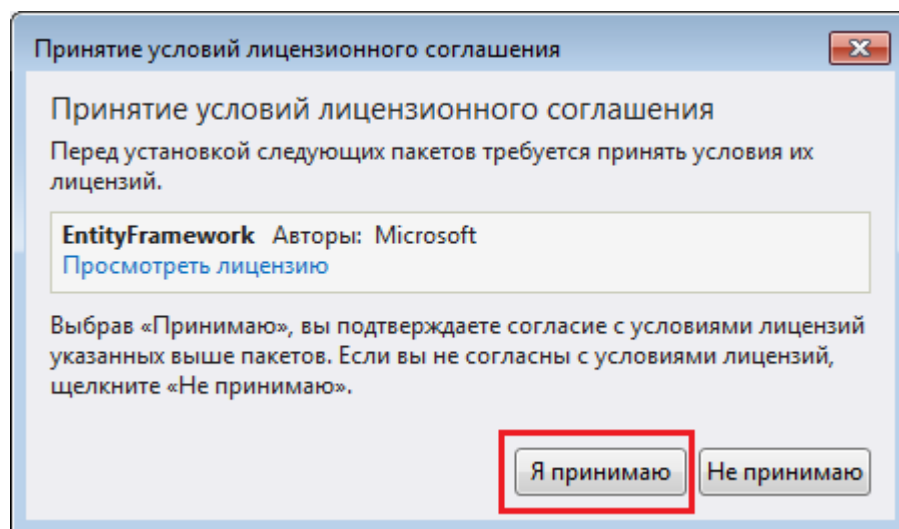 Принятие условий лицензионного соглашения
Принятие условий лицензионного соглашения
Перед установкой следующих пакетов требуется принять условия их
лицензий.
EntityFramework Авторы: Microsoft
Просмотреть лицензию
Выбрав «Принимаю», вы подтверждаете согласие с условиями лицензий
указанных выше пакетов. Если вы не согласны с условиями лицензий,
щелкните «Не принимаю».
Я принимаю Не принимаю